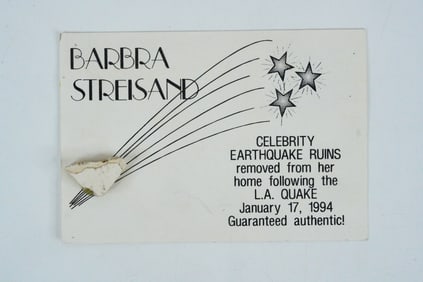 BARBRA
STREISAND
CELEBRITY
EARTHQUAKE RUINS
removed from her
home following the
L.A. QUAKE
January 17, 1994
Guaranteed authentic!